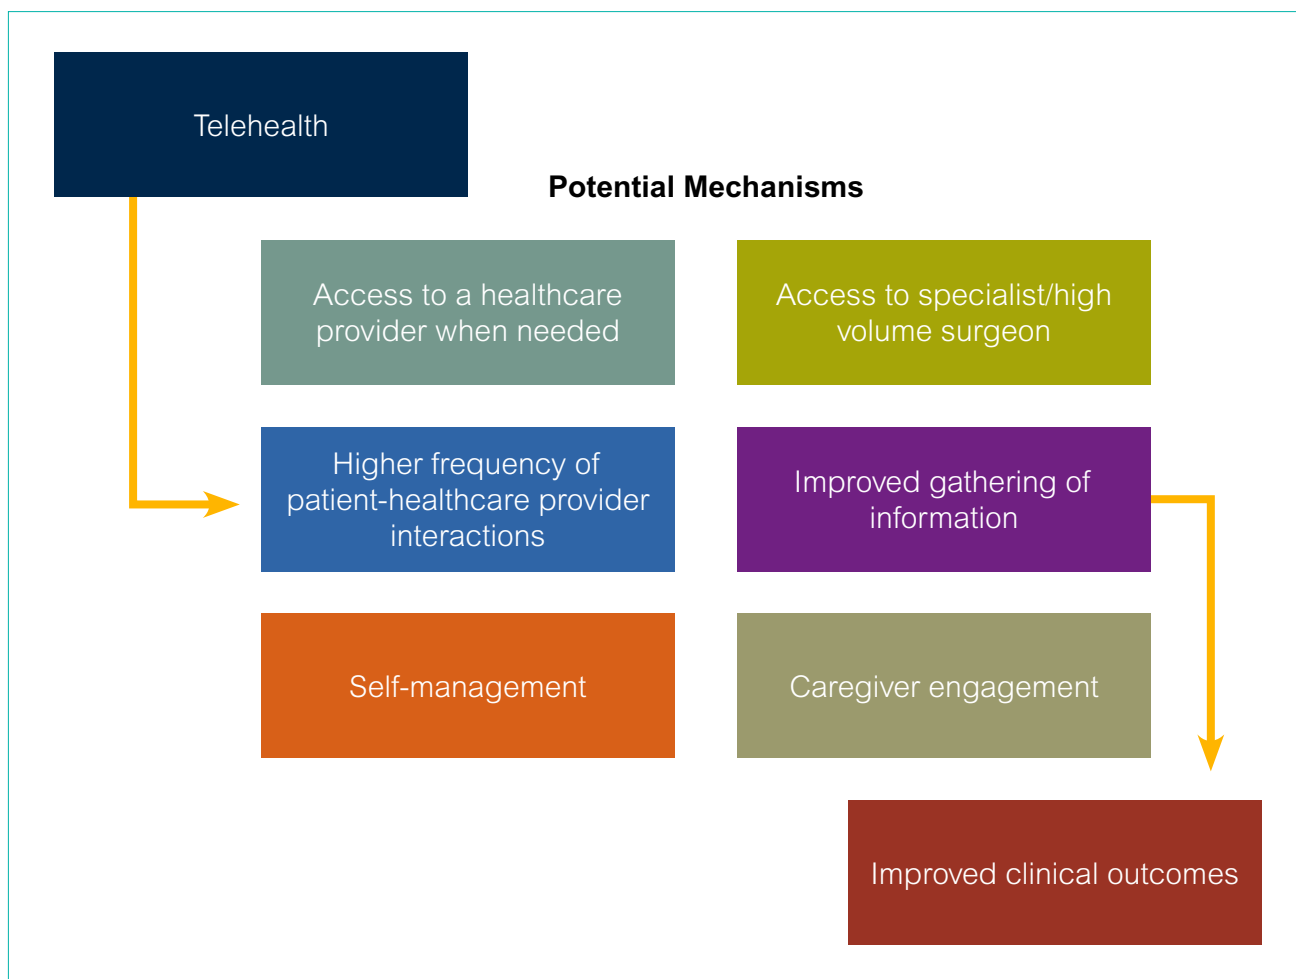 Telehealth
Potential Mechanisms
Access to a healthcare
provider when needed
Access to specialist/high
volume surgeon
Higher frequency of
patient-healthcare provider
interactions
Improved gathering of
information
Self-management
Caregiver engagement
Improved clinical outcomes